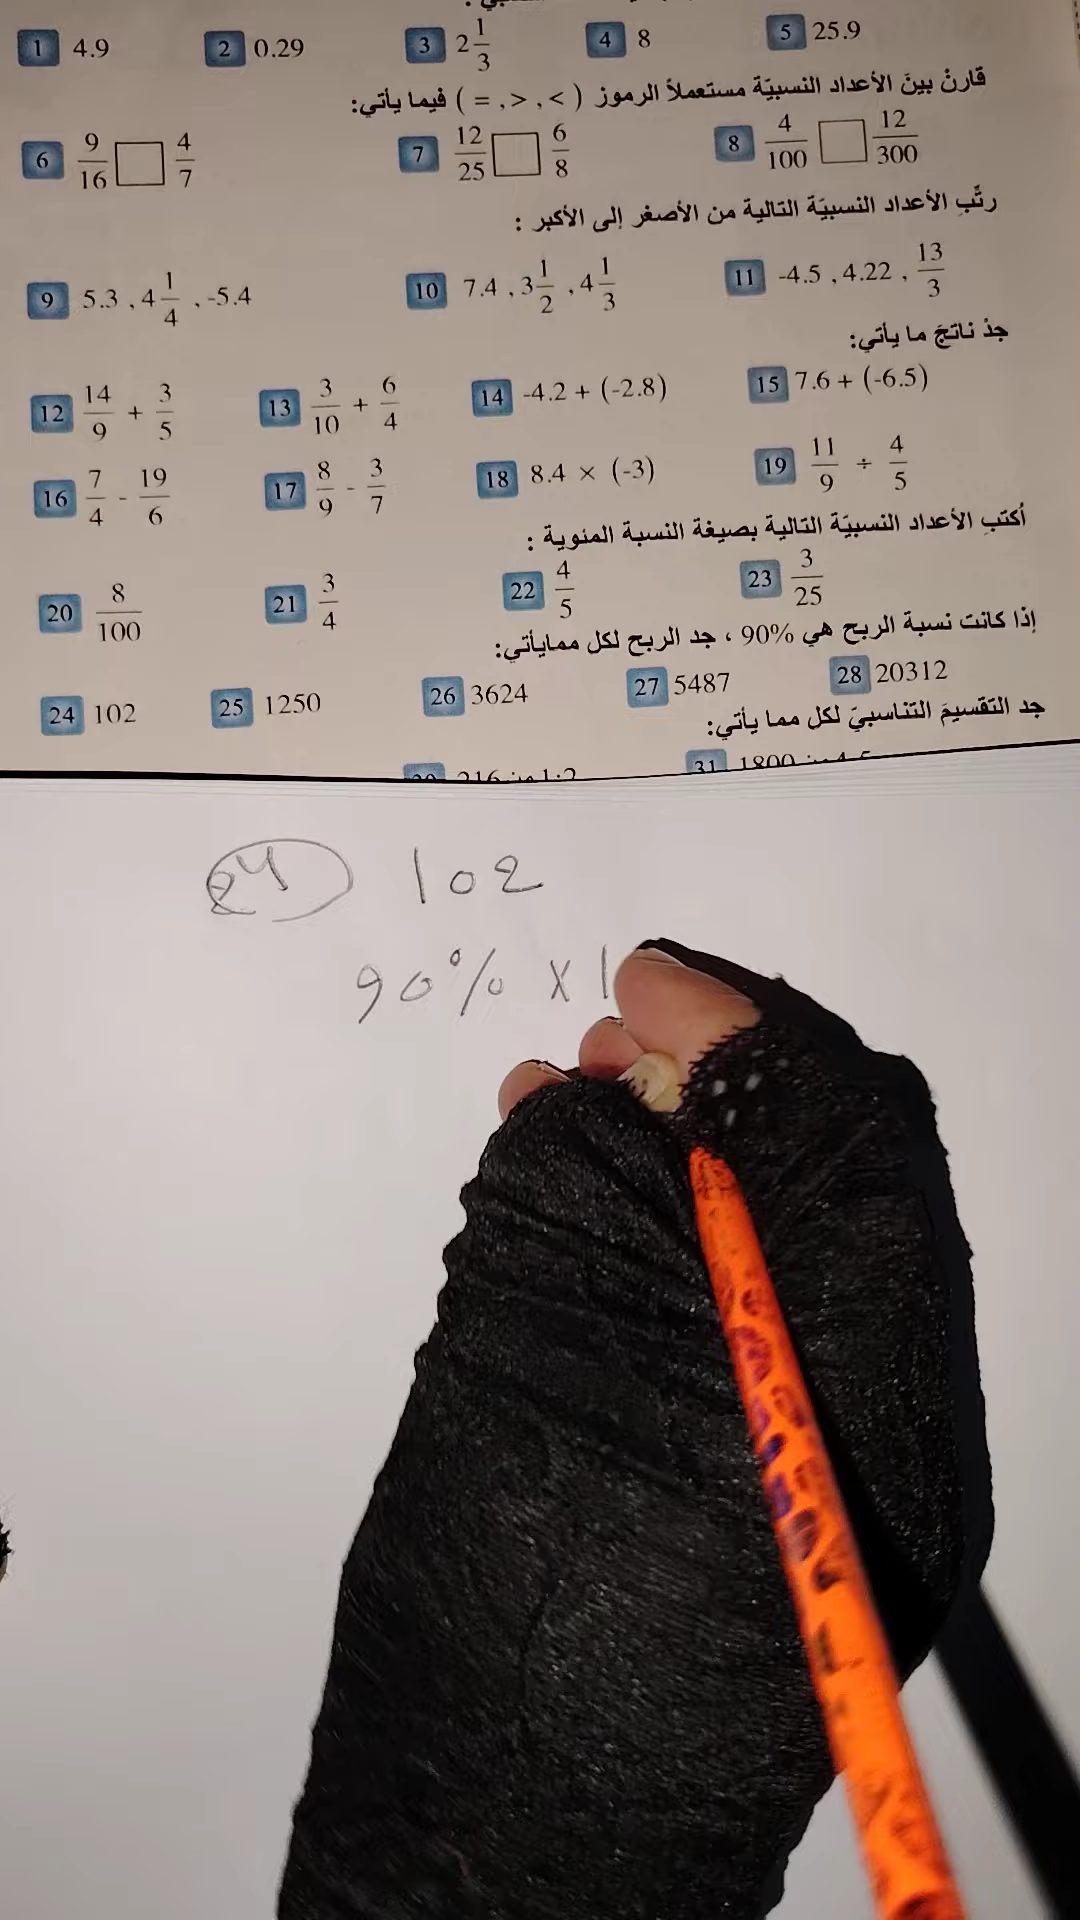 1 4.9 2 0.29 3 2 1/3 4 8 5 25.9
قارنْ بينَ الأعداد النسبيّة مستعملاً الرموز ( < , > , = ) فيما يأتي:
6 9/16 □ 4/7 7 12/25 □ 6/8 8 4/100 □ 12/300
رتِّبِ الأعداد النسبيّة التالية من الأصغر إلى الأكبر :
9 5.3 , 4 1/4 , -5.4 10 7.4 , 3 1/2 , 4 1/3 11 -4.5 , 4.22 , 13/3
جدْ ناتجَ ما يأتي:
12 14/9 + 3/5 13 3/10 + 6/4 14 -4.2 + (-2.8) 15 7.6 + (-6.5)
16 7/4 - 19/6 17 8/9 - 3/7 18 8.4 × (-3) 19 11/9 ÷ 4/5
أكتبِ الأعداد النسبيّة التالية بصيغة النسبة المئوية :
20 8/100 21 3/4 22 4/5 23 3/25
إذا كانت نسبة الربح هي 90% ، جد الربح لكل ممايأتي:
24 102 25 1250 26 3624 27 5487 28 20312
جد التقسيمَ التناسبيّ لكل مما يأتي:
31 1800
24 102
90% × 1